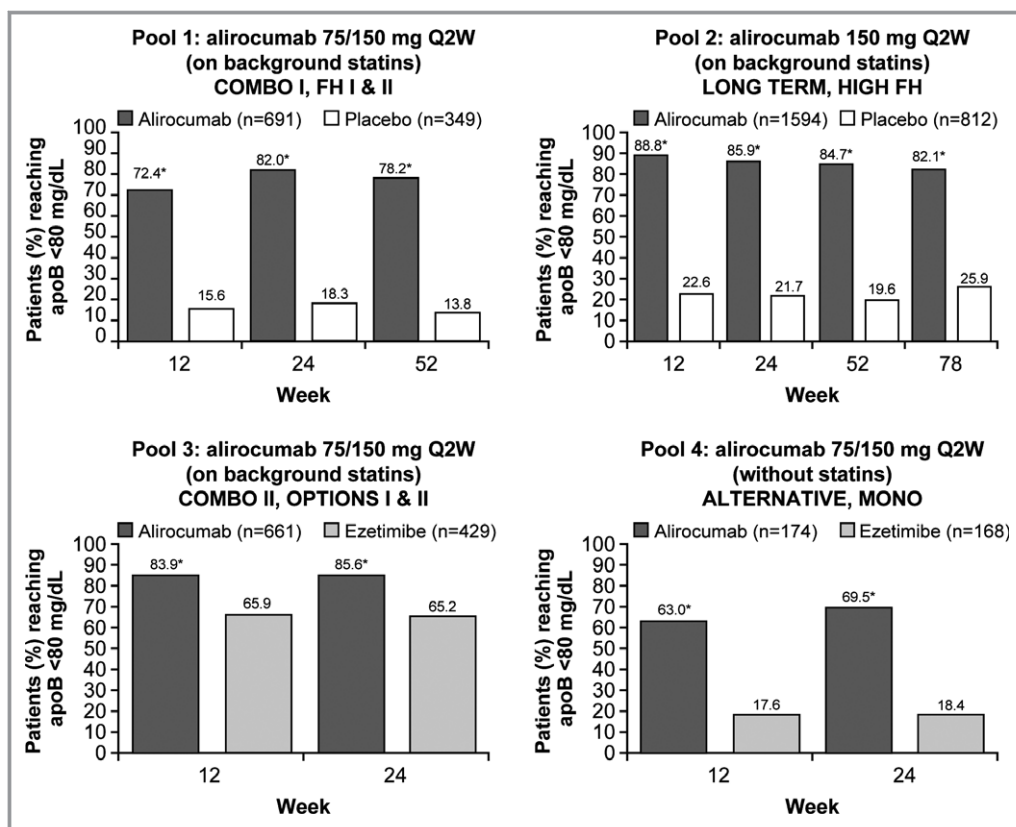 Pool 1: alirocumab 75/150 mg Q2W
(on background statins)
COMBO I, FH I & II
Alirocumab (n=691) Placebo (n=349)
Patients (%) reaching
apoB <80 mg/dL
100
90
80
70
60
50
40
30
20
10
0
72.4*
15.6
82.0*
18.3
78.2*
13.8
12 24 52
Week
Pool 2: alirocumab 150 mg Q2W
(on background statins)
LONG TERM, HIGH FH
Alirocumab (n=1594) Placebo (n=812)
Patients (%) reaching
apoB <80 mg/dL
100
90
80
70
60
50
40
30
20
10
0
88.8*
22.6
85.9*
21.7
84.7*
19.6
82.1*
25.9
12 24 52 78
Week
Pool 3: alirocumab 75/150 mg Q2W
(on background statins)
COMBO II, OPTIONS I & II
Alirocumab (n=661) Ezetimibe (n=429)
Patients (%) reaching
apoB <80 mg/dL
100
90
80
70
60
50
40
30
20
10
0
83.9*
65.9
85.6*
65.2
12 24
Week
Pool 4: alirocumab 75/150 mg Q2W
(without statins)
ALTERNATIVE, MONO
Alirocumab (n=174) Ezetimibe (n=168)
Patients (%) reaching
apoB <80 mg/dL
100
90
80
70
60
50
40
30
20
10
0
63.0*
17.6
69.5*
18.4
12 24
Week